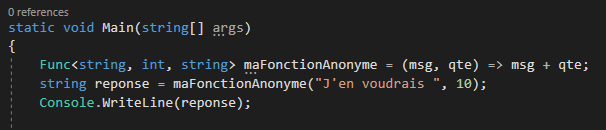 0 references
static void Main(string[] args)
{
Func<string, int, string> maFonctionAnonyme = (msg, qte) => msg + qte;
string reponse = maFonctionAnonyme("J'en voudrais ", 10);
Console.WriteLine(reponse);